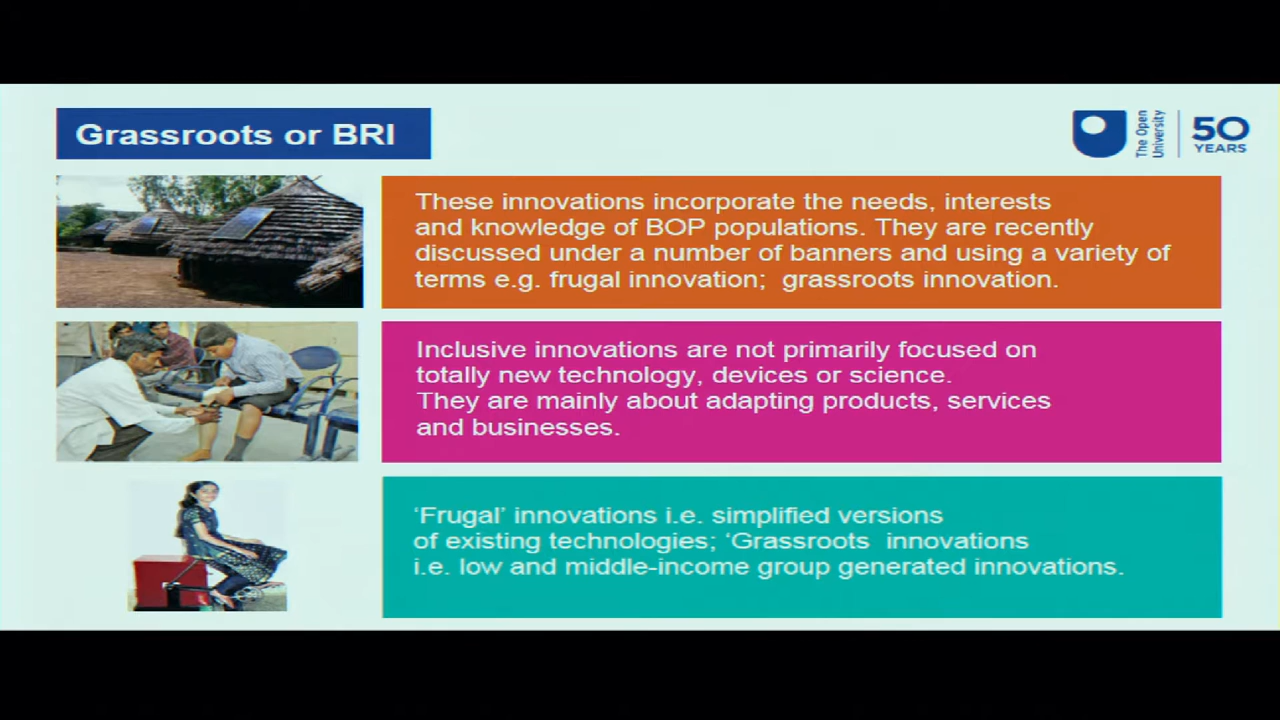 Grassroots or BRI
The Open
University
50
YEARS
These innovations incorporate the needs, interests
and knowledge of BOP populations. They are recently
discussed under a number of banners and using a variety of
terms e.g. frugal innovation;  grassroots innovation.
Inclusive innovations are not primarily focused on
totally new technology, devices or science.
They are mainly about adapting products, services
and businesses.
‘Frugal’ innovations i.e. simplified versions
of existing technologies; ‘Grassroots  innovations
i.e. low and middle-income group generated innovations.